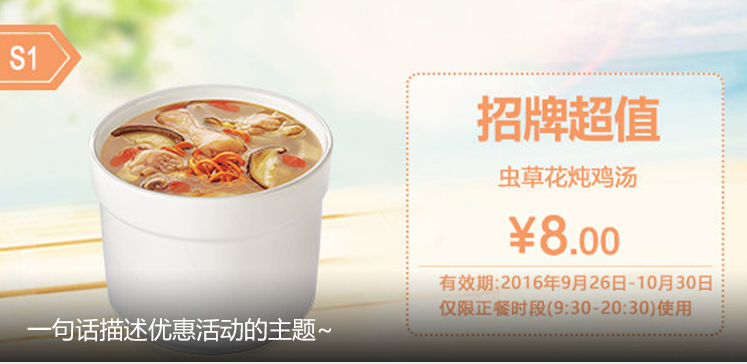 S1
招牌超值
虫草花炖鸡汤
¥8.00
有效期:2016年9月26日-10月30日
仅限正餐时段(9:30-20:30)使用
一句话描述优惠活动的主题~